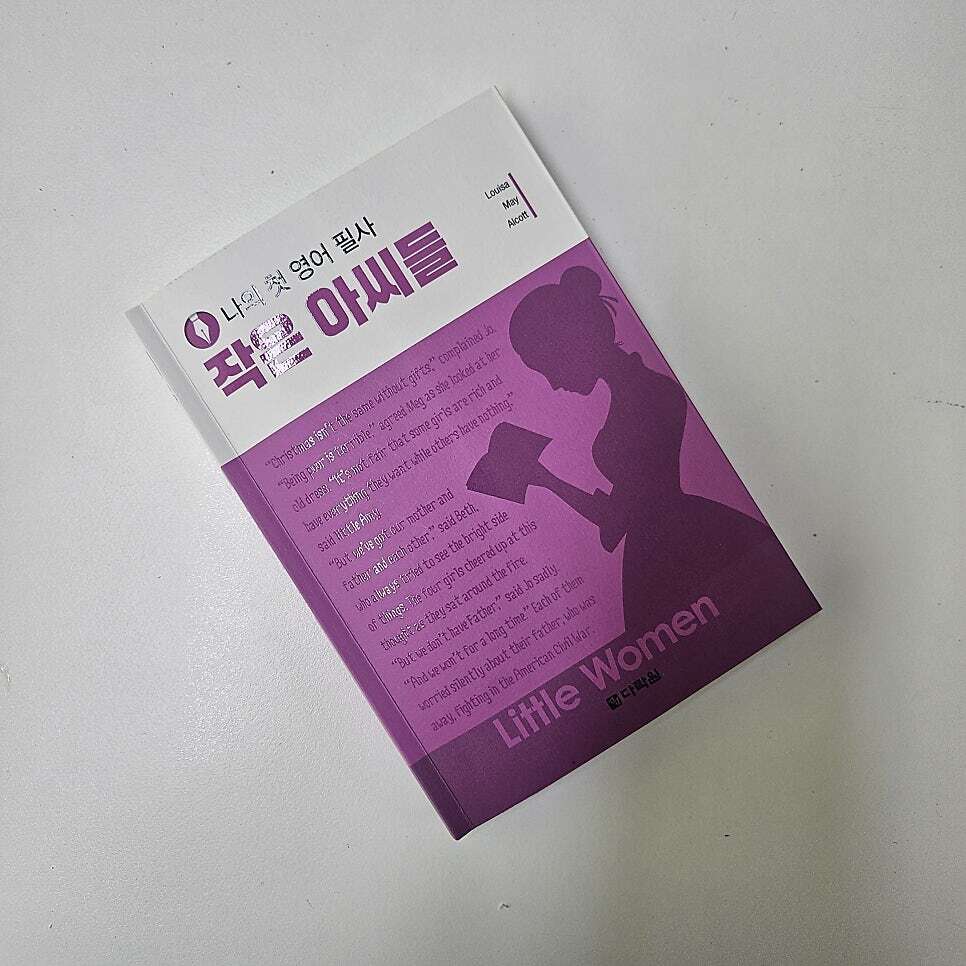 나의 첫 영어 필사
작은 아씨들
Louisa
May
Alcott
"Christmas isn't the same without gifts," complained Jo.
"Being poor is terrible," agreed Meg as she looked at her
old dress. "It's not fair that some girls are rich and
have everything they want while others have nothing,"
said little Amy.
"But we've got our mother and
father and each other," said Beth,
who always tried to see the bright side
of things. The four girls cheered up at this
thought as they sat around the fire.
"But we don't have Father," said Jo sadly.
"And we won't for a long time." Each of them
worried silently about their father, who was
away, fighting in the American Civil War.
Little Women
다락원